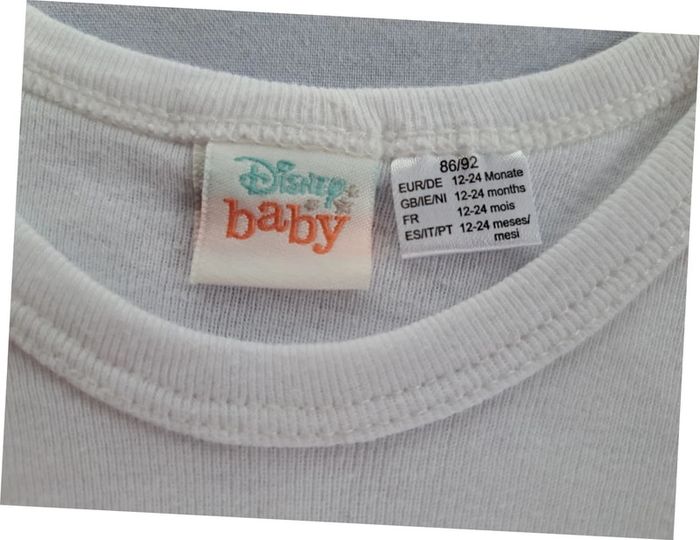 Disney
baby
86/92
EUR/DE 12-24 Monate
GB/IE/NI 12-24 months
FR 12-24 mois
ES/IT/PT 12-24 meses/
mesi